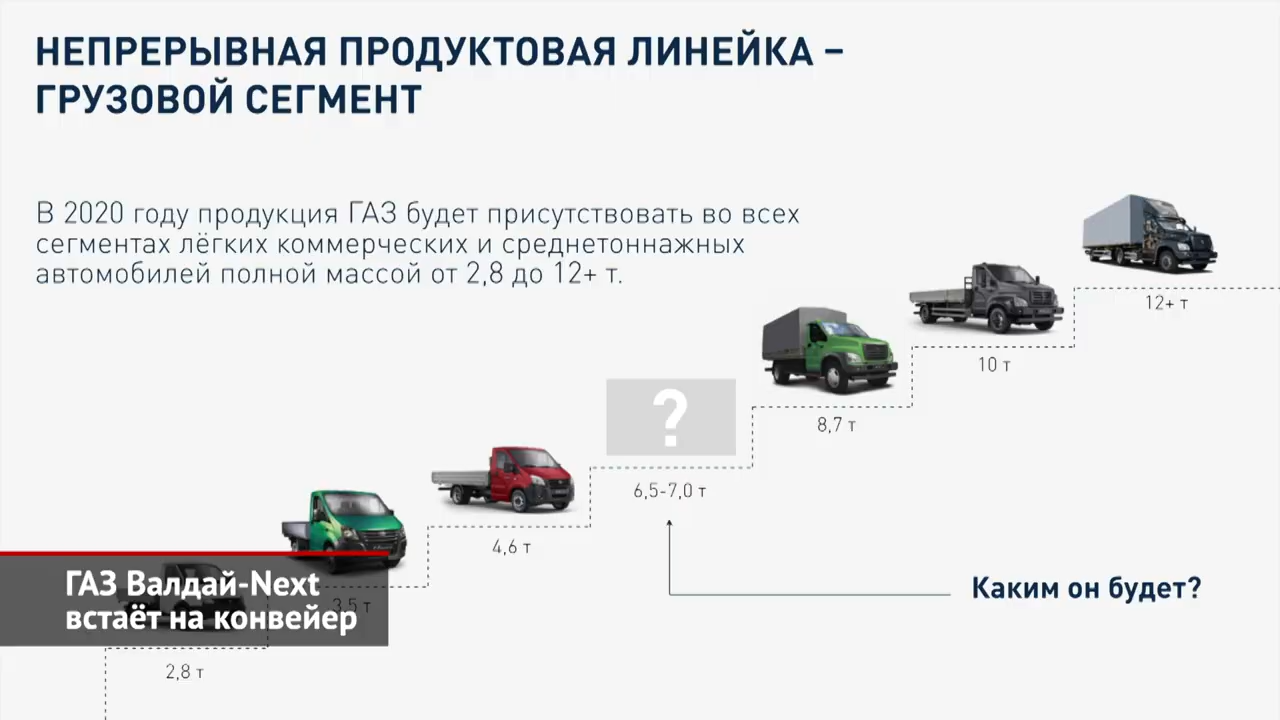 НЕПРЕРЫВНАЯ ПРОДУКТОВАЯ ЛИНЕЙКА –
ГРУЗОВОЙ СЕГМЕНТ
В 2020 году продукция ГАЗ будет присутствовать во всех
сегментах лёгких коммерческих и среднетоннажных
автомобилей полной массой от 2,8 до 12+ т.
12+ т
10 т
8,7 т
?
6,5-7,0 т
4,6 т
3,5 т
2,8 т
Каким он будет?
ГАЗ Валдай-Next
встаёт на конвейер